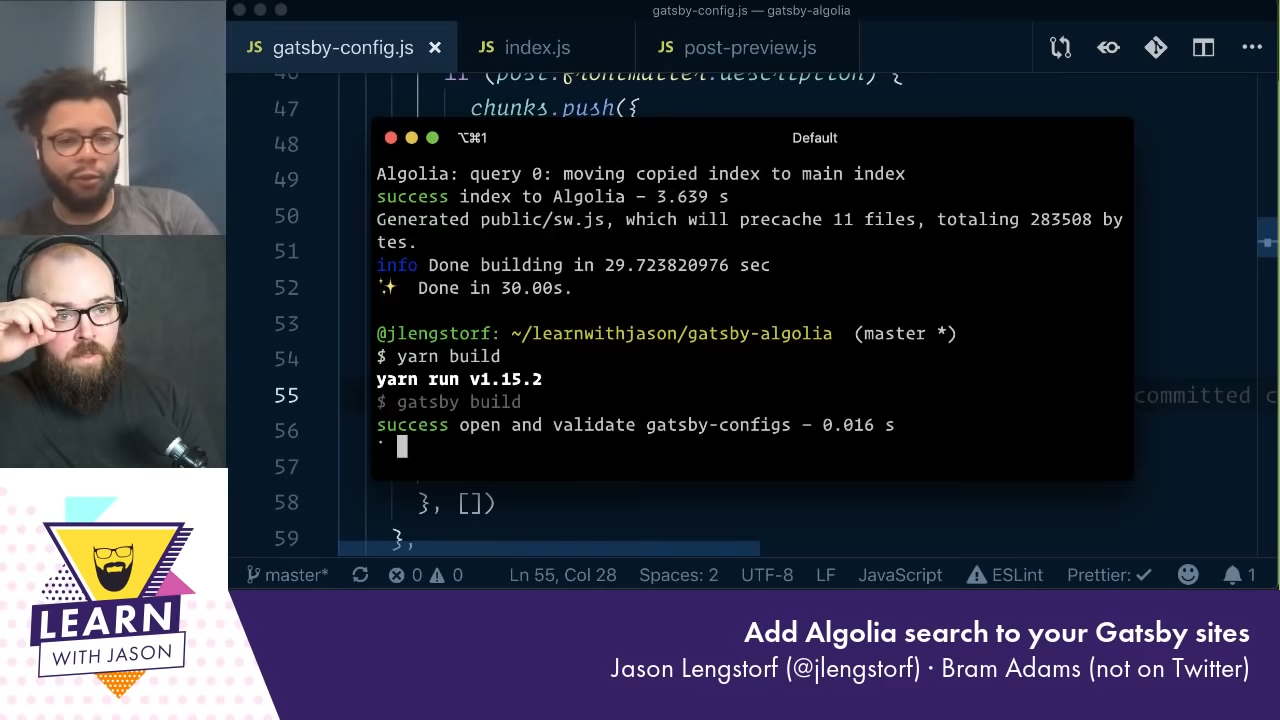 gatsby-config.js — gatsby-algolia
JS gatsby-config.js ×
JS index.js
JS post-preview.js
46 if (post.frontmatter.description) {
47 chunks.push({
48
49
50
51
52
53
54
55 committed c
56
57
58 }, [])
59 },
⌥⌘1 Default
Algolia: query 0: moving copied index to main index
success index to Algolia — 3.639 s
Generated public/sw.js, which will precache 11 files, totaling 283508 by
tes.
info Done building in 29.723820976 sec
✨ Done in 30.00s.
@jlengstorf: ~/learnwithjason/gatsby-algolia (master *)
$ yarn build
yarn run v1.15.2
$ gatsby build
success open and validate gatsby-configs — 0.016 s
master* 0 0 Ln 55, Col 28 Spaces: 2 UTF-8 LF JavaScript ESLint Prettier: ✓ 1
LEARN
WITH JASON
Add Algolia search to your Gatsby sites
Jason Lengstorf (@jlengstorf) · Bram Adams (not on Twitter)